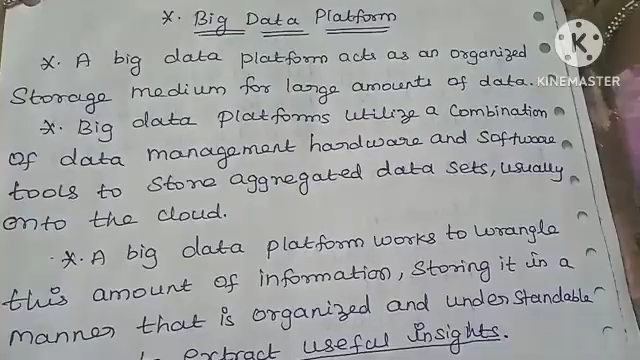 *. Big Data Platform
*. A big data platform acts as an organized
Storage medium for large amounts of data.
*. Big data platforms utilize a combination
of data management hardware and software
tools to store aggregated data sets, usually
onto the cloud.
*. A big data platform works to wrangle
this amount of information, storing it in a
manner that is organized and understandable
extract useful insights.
KINEMASTER